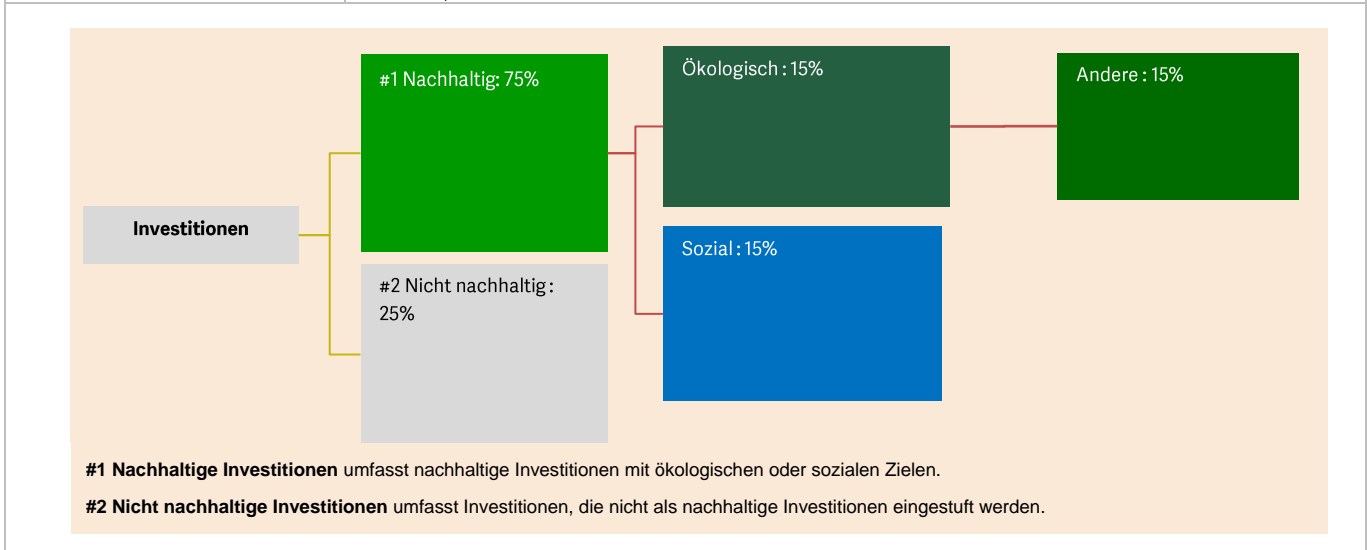 #1 Nachhaltig: 75%
Ökologisch : 15%
Andere : 15%
Investitionen
Sozial : 15%
#2 Nicht nachhaltig :
25%
#1 Nachhaltige Investitionen umfasst nachhaltige Investitionen mit ökologischen oder sozialen Zielen.
#2 Nicht nachhaltige Investitionen umfasst Investitionen, die nicht als nachhaltige Investitionen eingestuft werden.